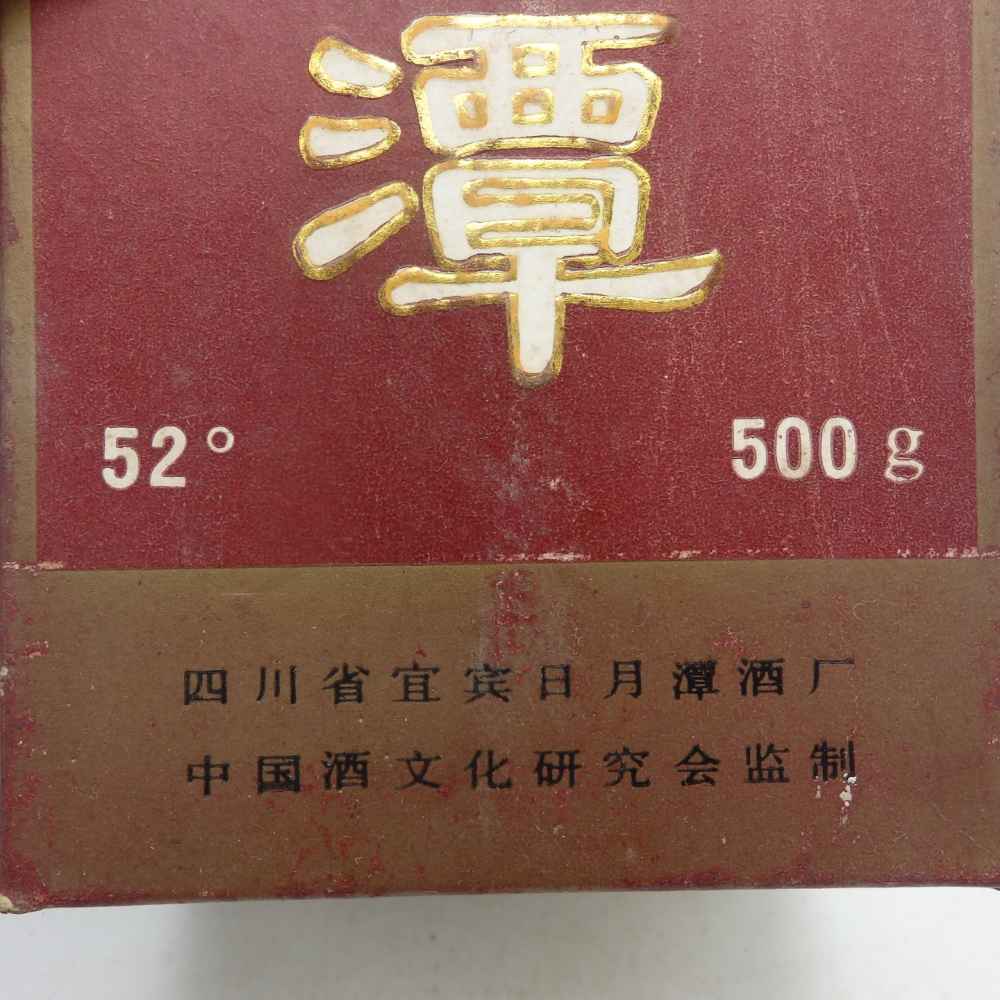 潭
52° 500g
四川省宜宾日月潭酒厂
中国酒文化研究会监制